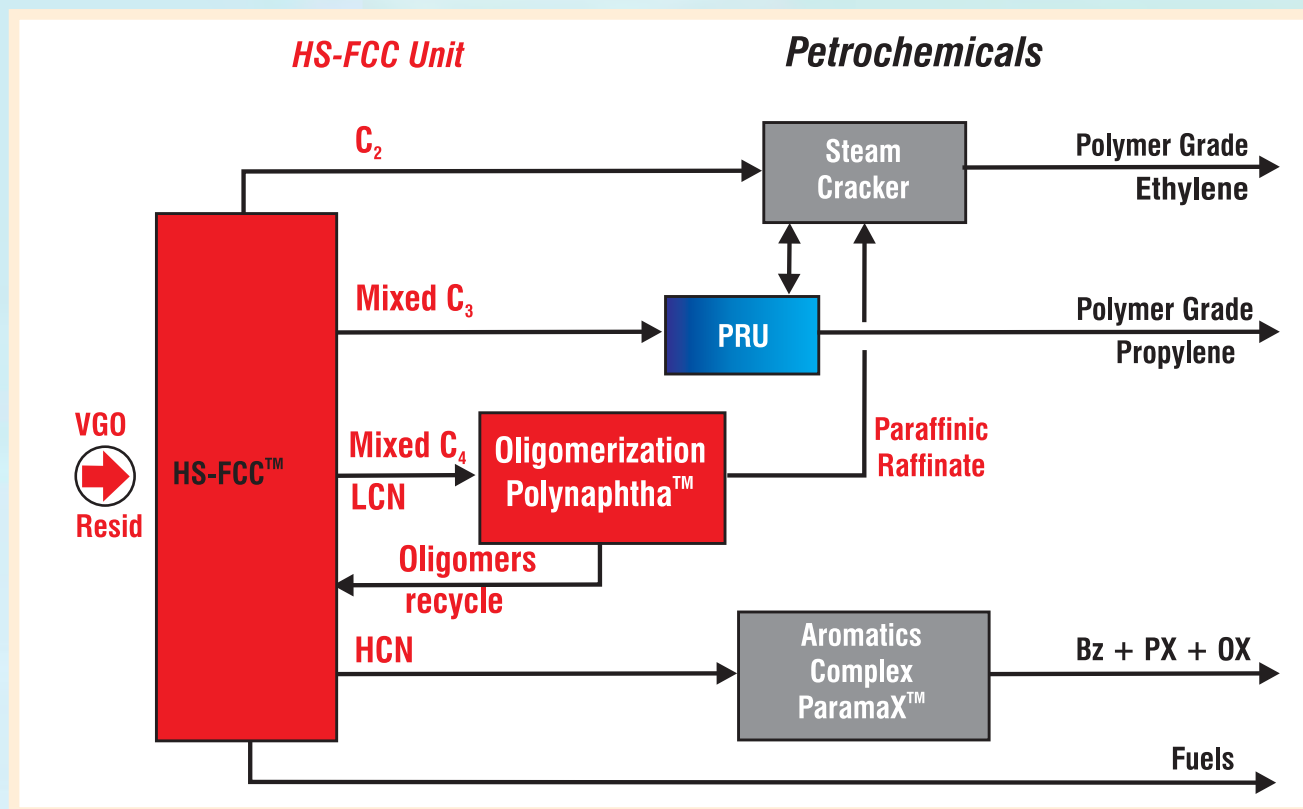 HS-FCC Unit
Petrochemicals
C₂
Steam
Cracker
Polymer Grade
Ethylene
Mixed C₃
PRU
Polymer Grade
Propylene
VGO
Resid
HS-FCC™
Mixed C₄
LCN
Oligomerization
Polynaphtha™
Paraffinic
Raffinate
Oligomers
recycle
HCN
Aromatics
Complex
ParamaX™
Bz + PX + OX
Fuels